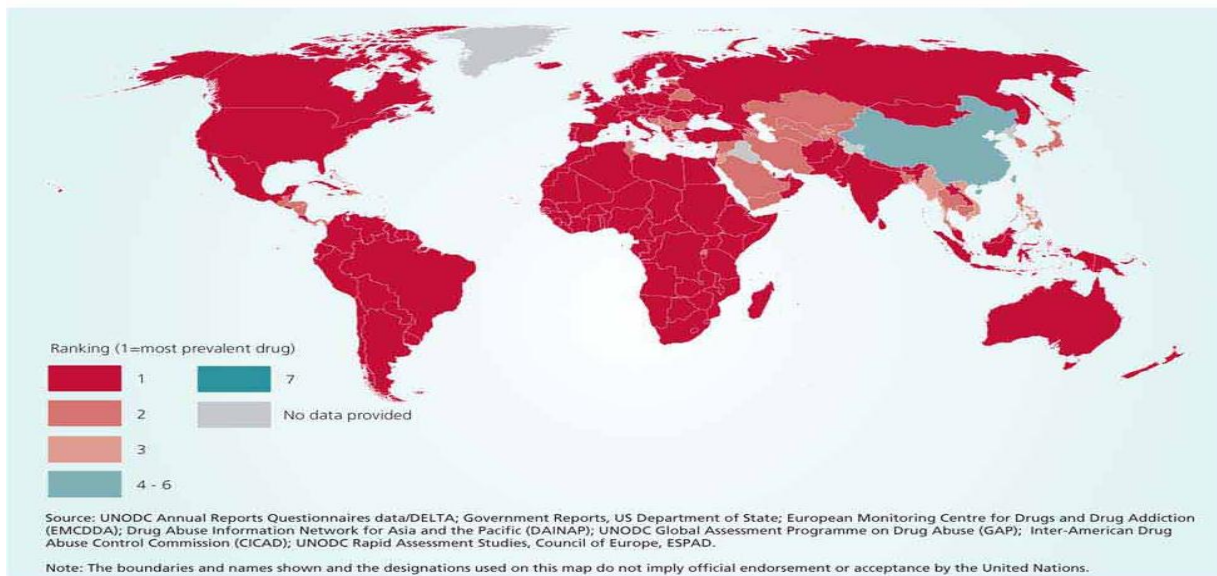 Ranking (1=most prevalent drug)
1
7
2
No data provided
3
4 - 6
Source: UNODC Annual Reports Questionnaires data/DELTA; Government Reports, US Department of State; European Monitoring Centre for Drugs and Drug Addiction
(EMCDDA); Drug Abuse Information Network for Asia and the Pacific (DAINAP); UNODC Global Assessment Programme on Drug Abuse (GAP); Inter-American Drug
Abuse Control Commission (CICAD); UNODC Rapid Assessment Studies, Council of Europe, ESPAD.
Note: The boundaries and names shown and the designations used on this map do not imply official endorsement or acceptance by the United Nations.